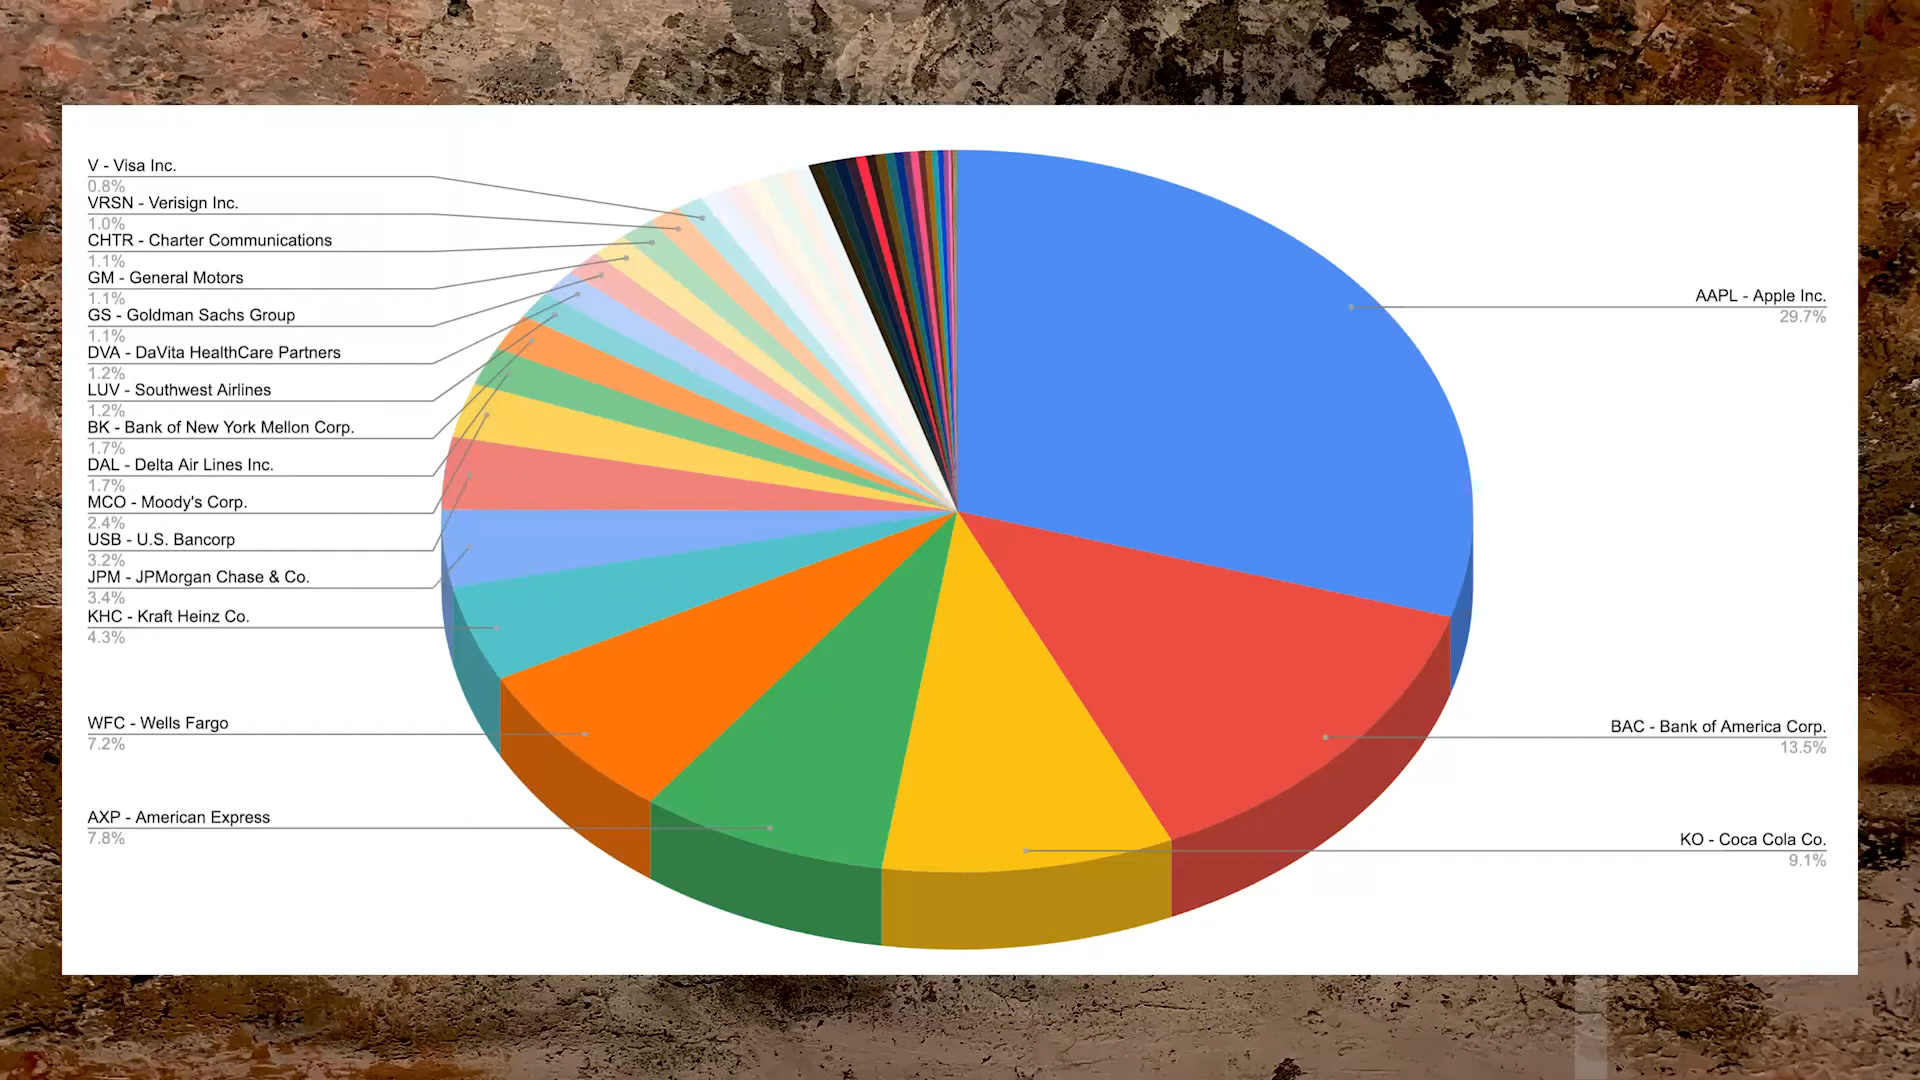 V - Visa Inc.
0.8%
VRSN - Verisign Inc.
1.0%
CHTR - Charter Communications
1.1%
GM - General Motors
1.1%
GS - Goldman Sachs Group
1.1%
DVA - DaVita HealthCare Partners
1.2%
LUV - Southwest Airlines
1.2%
BK - Bank of New York Mellon Corp.
1.7%
DAL - Delta Air Lines Inc.
1.7%
MCO - Moody's Corp.
2.4%
USB - U.S. Bancorp
3.2%
JPM - JPMorgan Chase & Co.
3.4%
KHC - Kraft Heinz Co.
4.3%
WFC - Wells Fargo
7.2%
AXP - American Express
7.8%
AAPL - Apple Inc.
29.7%
BAC - Bank of America Corp.
13.5%
KO - Coca Cola Co.
9.1%